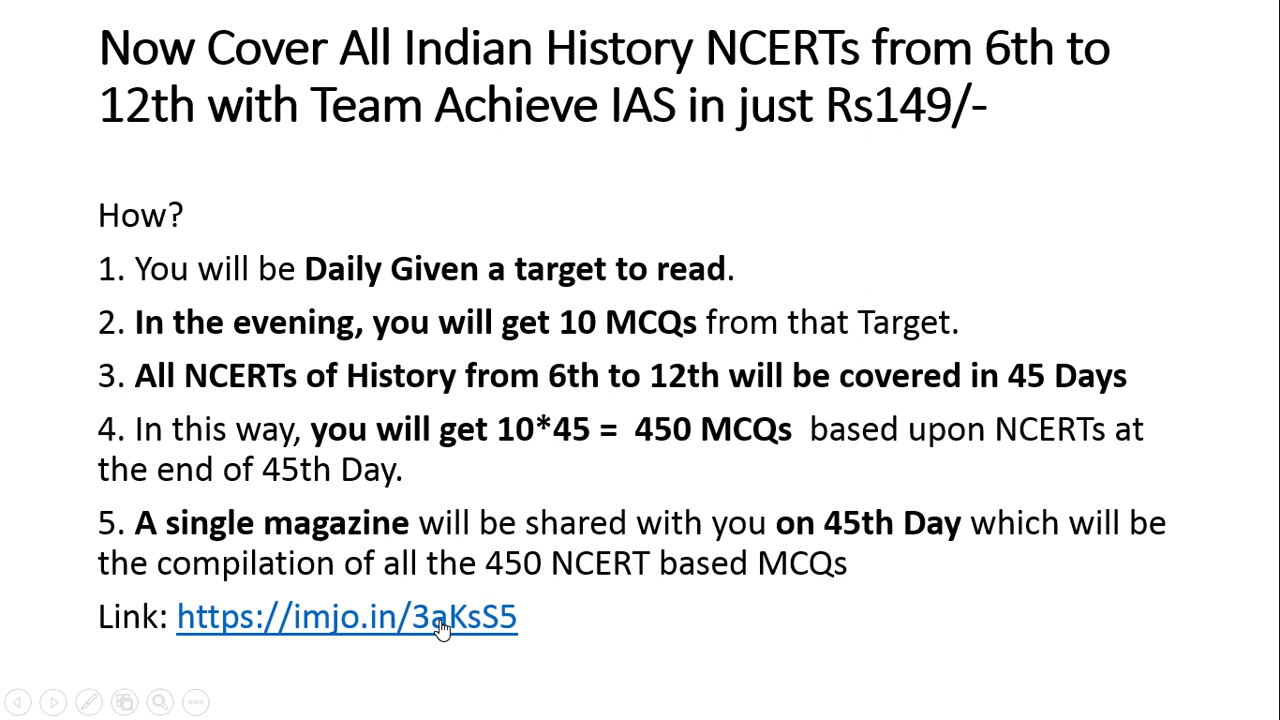 Now Cover All Indian History NCERTs from 6th to
12th with Team Achieve IAS in just Rs149/-
How?
1. You will be Daily Given a target to read.
2. In the evening, you will get 10 MCQs from that Target.
3. All NCERTs of History from 6th to 12th will be covered in 45 Days
4. In this way, you will get 10*45 =  450 MCQs  based upon NCERTs at
the end of 45th Day.
5. A single magazine will be shared with you on 45th Day which will be
the compilation of all the 450 NCERT based MCQs
Link: https://imjo.in/3aKsS5